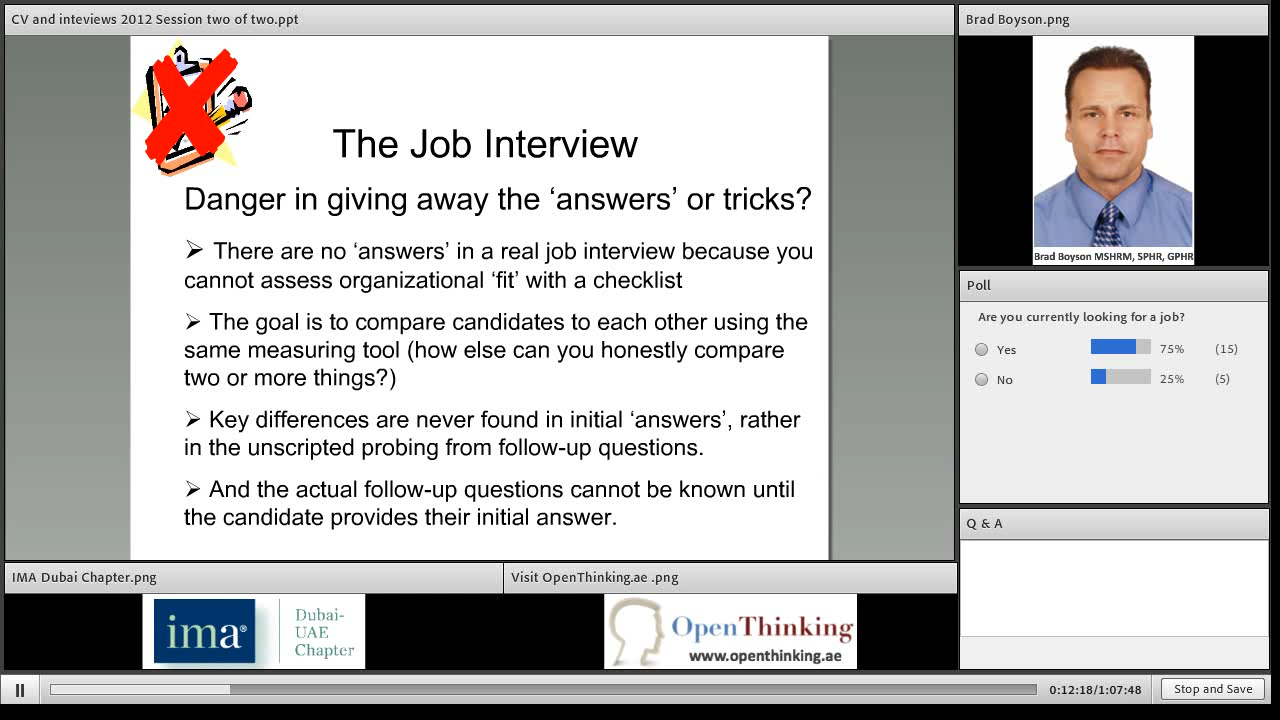 CV and inteviews 2012 Session two of two.ppt
The Job Interview
Danger in giving away the ‘answers’ or tricks?
➢ There are no ‘answers’ in a real job interview because you
cannot assess organizational ‘fit’ with a checklist
➢ The goal is to compare candidates to each other using the
same measuring tool (how else can you honestly compare
two or more things?)
➢ Key differences are never found in initial ‘answers’, rather
in the unscripted probing from follow-up questions.
➢ And the actual follow-up questions cannot be known until
the candidate provides their initial answer.
Brad Boyson.png
Brad Boyson MSHRM, SPHR, GPHR
Poll
Are you currently looking for a job?
Yes 75% (15)
No 25% (5)
Q & A
IMA Dubai Chapter.png
ima®
Dubai-
UAE
Chapter
Visit OpenThinking.ae .png
OpenThinking
www.openthinking.ae
0:12:18/1:07:48
Stop and Save